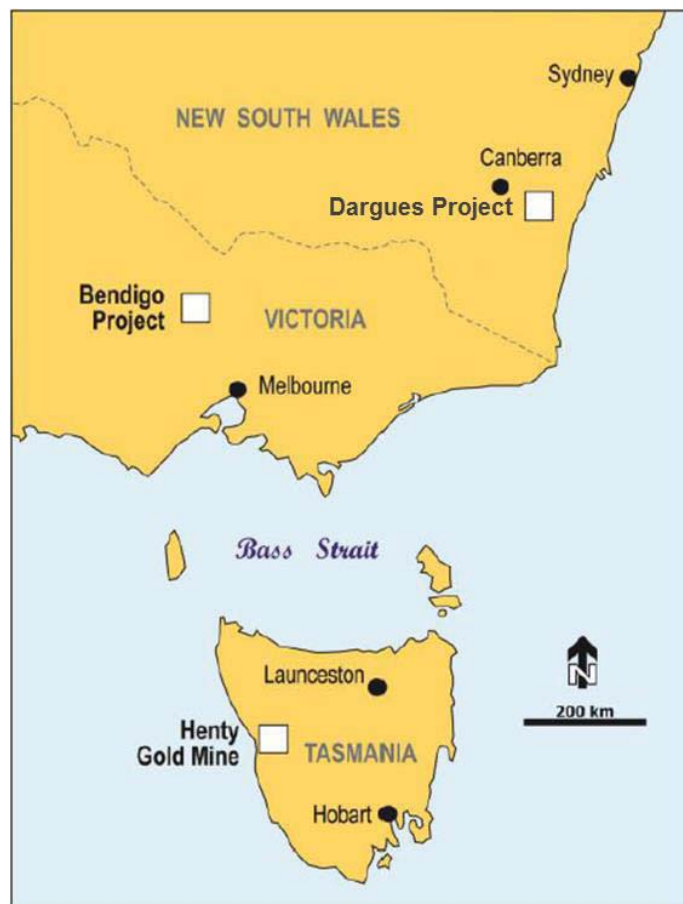 Sydney
NEW SOUTH WALES
Canberra
Dargues Project
Bendigo
Project
VICTORIA
Melbourne
Bass Strait
Launceston
N
200 km
Henty
Gold Mine
TASMANIA
Hobart